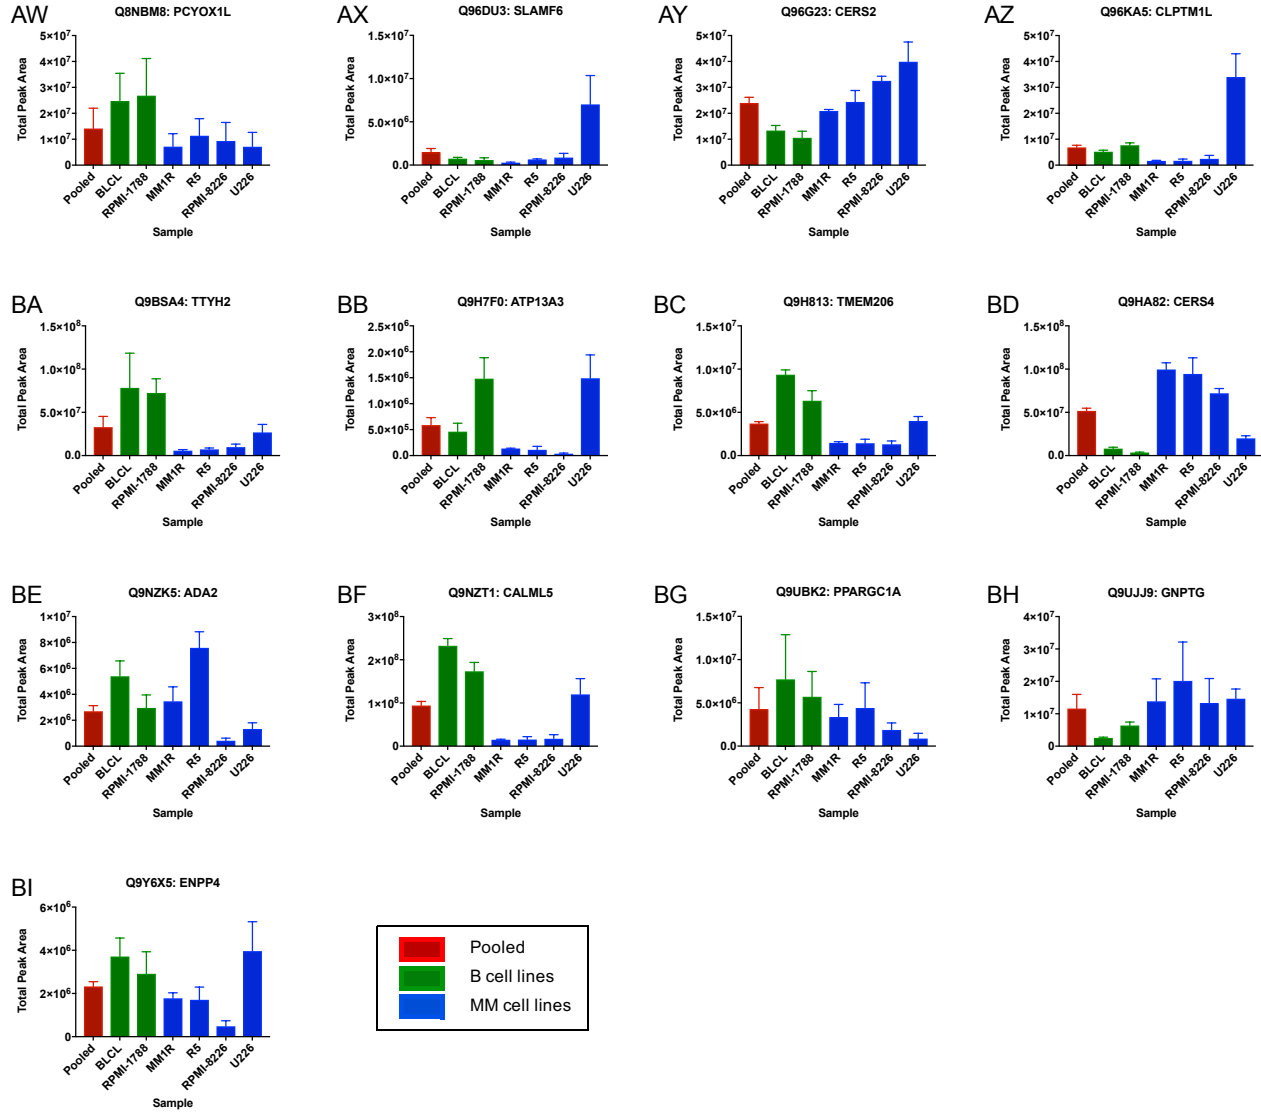 AW
Q8NBM8: PCYOX1L
Total Peak Area
5×10⁷
4×10⁷
3×10⁷
2×10⁷
1×10⁷
0
Pooled
BLCL
RPMI-1788
MM1R
R5
RPMI-8226
U226
Sample
AX
Q96DU3: SLAMF6
Total Peak Area
1.5×10⁷
1.0×10⁷
5.0×10⁶
0.0
Pooled
BLCL
RPMI-1788
MM1R
R5
RPMI-8226
U226
Sample
AY
Q96G23: CERS2
Total Peak Area
5×10⁷
4×10⁷
3×10⁷
2×10⁷
1×10⁷
0
Pooled
BLCL
RPMI-1788
MM1R
R5
RPMI-8226
U226
Sample
AZ
Q96KA5: CLPTM1L
Total Peak Area
5×10⁷
4×10⁷
3×10⁷
2×10⁷
1×10⁷
0
Pooled
BLCL
RPMI-1788
MM1R
R5
RPMI-8226
U226
Sample
BA
Q9BSA4: TTYH2
Total Peak Area
1.5×10⁸
1.0×10⁸
5.0×10⁷
0.0
Pooled
BLCL
RPMI-1788
MM1R
R5
RPMI-8226
U226
Sample
BB
Q9H7F0: ATP13A3
Total Peak Area
2.5×10⁶
2.0×10⁶
1.5×10⁶
1.0×10⁶
5.0×10⁵
0.0
Pooled
BLCL
RPMI-1788
MM1R
R5
RPMI-8226
U226
Sample
BC
Q9H813: TMEM206
Total Peak Area
1.5×10⁷
1.0×10⁷
5.0×10⁶
0.0
Pooled
BLCL
RPMI-1788
MM1R
R5
RPMI-8226
U226
Sample
BD
Q9HA82: CERS4
Total Peak Area
1.5×10⁸
1.0×10⁸
5.0×10⁷
0.0
Pooled
BLCL
RPMI-1788
MM1R
R5
RPMI-8226
U226
Sample
BE
Q9NZK5: ADA2
Total Peak Area
1×10⁷
8×10⁶
6×10⁶
4×10⁶
2×10⁶
0
Pooled
BLCL
RPMI-1788
MM1R
R5
RPMI-8226
U226
Sample
BF
Q9NZT1: CALML5
Total Peak Area
3×10⁸
2×10⁸
1×10⁸
0
Pooled
BLCL
RPMI-1788
MM1R
R5
RPMI-8226
U226
Sample
BG
Q9UBK2: PPARGC1A
Total Peak Area
1.5×10⁷
1.0×10⁷
5.0×10⁶
0.0
Pooled
BLCL
RPMI-1788
MM1R
R5
RPMI-8226
U226
Sample
BH
Q9UJJ9: GNPTG
Total Peak Area
4×10⁷
3×10⁷
2×10⁷
1×10⁷
0
Pooled
BLCL
RPMI-1788
MM1R
R5
RPMI-8226
U226
Sample
BI
Q9Y6X5: ENPP4
Total Peak Area
6×10⁶
4×10⁶
2×10⁶
0
Pooled
BLCL
RPMI-1788
MM1R
R5
RPMI-8226
U226
Sample
Pooled
B cell lines
MM cell lines